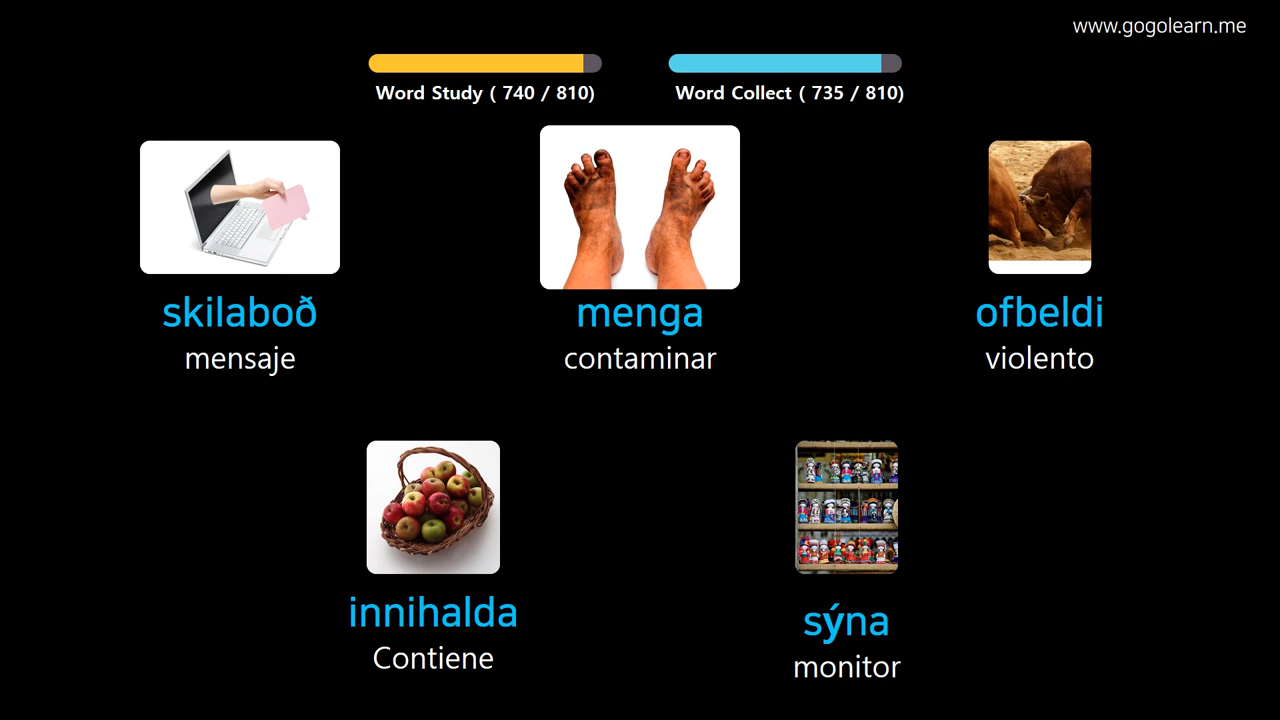 www.gogolearn.me
Word Study ( 740 / 810)
Word Collect ( 735 / 810)
skilaboð
mensaje
menga
contaminar
ofbeldi
violento
innihalda
Contiene
sýna
monitor